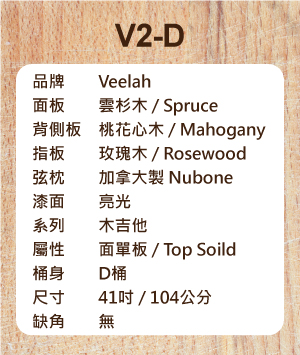 V2-D
品牌 Veelah
面板 雲杉木 / Spruce
背側板 桃花心木 / Mahogany
指板 玫瑰木 / Rosewood
弦枕 加拿大製 Nubone
漆面 亮光
系列 木吉他
屬性 面單板 / Top Soild
桶身 D桶
尺寸 41吋 / 104公分
缺角 無